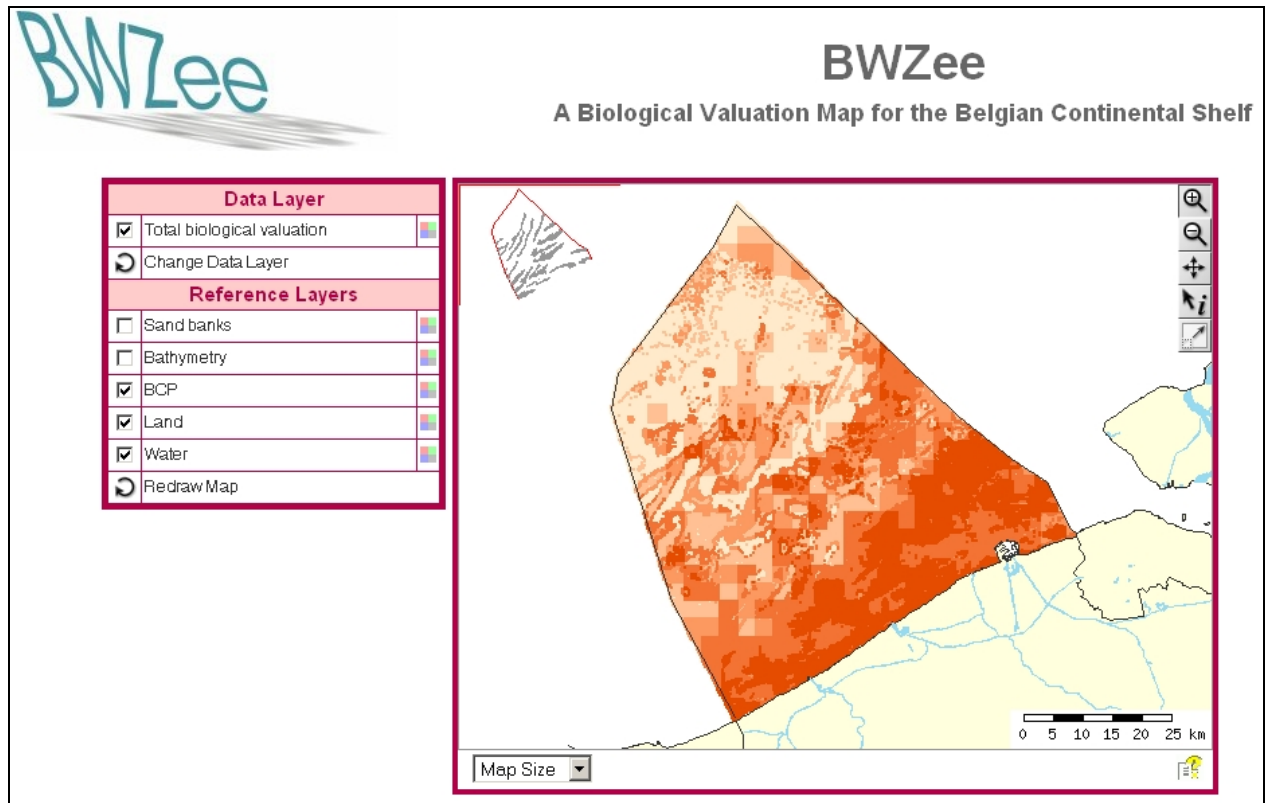 BWZee
BWZee
A Biological Valuation Map for the Belgian Continental Shelf
Data Layer
Total biological valuation
Change Data Layer
Reference Layers
Sand banks
Bathymetry
BCP
Land
Water
Redraw Map
i
0 5 10 15 20 25 km
Map Size